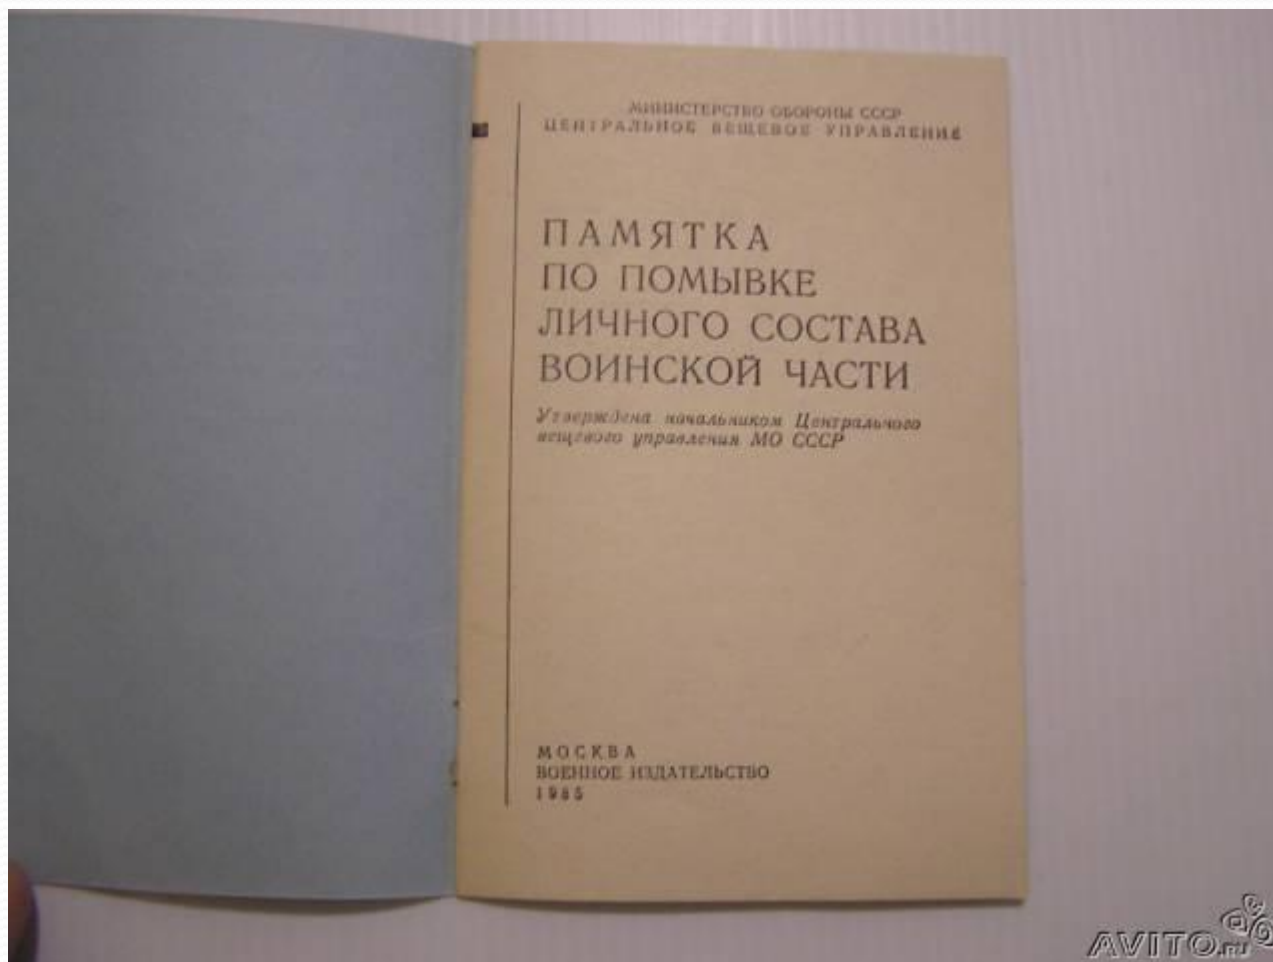 МИНИСТЕРСТВО ОБОРОНЫ СССР
ЦЕНТРАЛЬНОЕ ВЕЩЕВОЕ УПРАВЛЕНИЕ
ПАМЯТКА
ПО ПОМЫВКЕ
ЛИЧНОГО СОСТАВА
ВОИНСКОЙ ЧАСТИ
Утверждена начальником Центрального
вещевого управления МО СССР
МОСКВА
ВОЕННОЕ ИЗДАТЕЛЬСТВО
1985
AVITO.ru